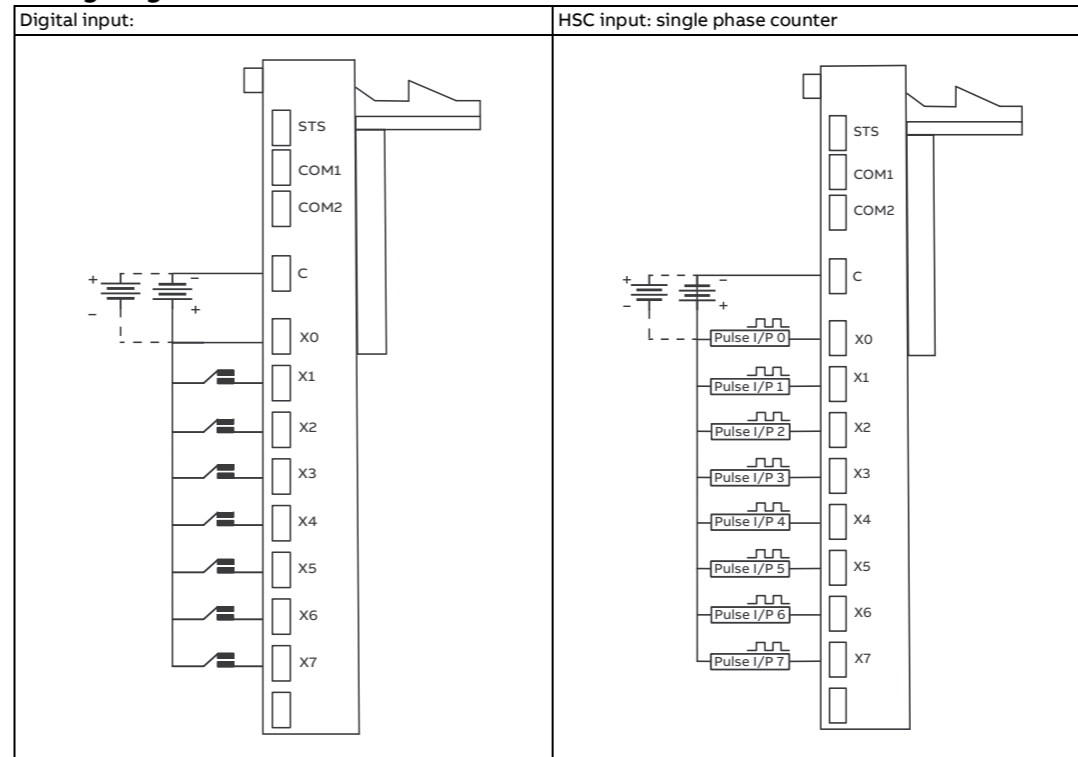 Digital input:
HSC input: single phase counter
STS
COM1
COM2
+
−
C
−
+
X0
X1
X2
X3
X4
X5
X6
X7
STS
COM1
COM2
+
−
C
−
+
Pulse I/P 0
X0
Pulse I/P 1
X1
Pulse I/P 2
X2
Pulse I/P 3
X3
Pulse I/P 4
X4
Pulse I/P 5
X5
Pulse I/P 6
X6
Pulse I/P 7
X7